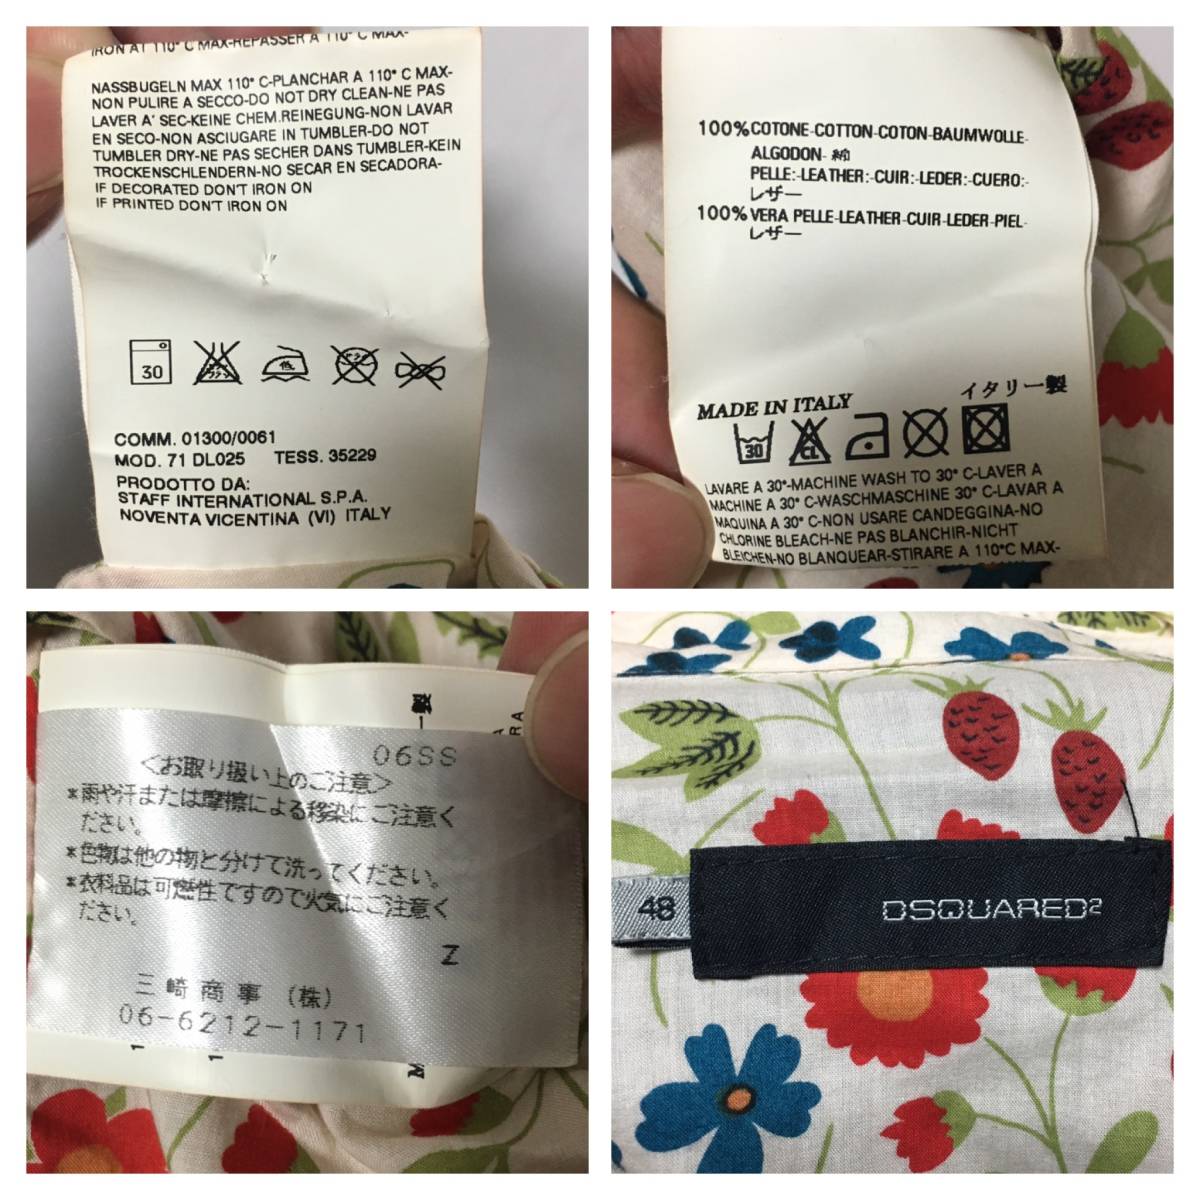 IRON AT 110° C MAX-REPASSER A 110° C MAX-
NASSBUGELN MAX 110° C-PLANCHAR A 110° C MAX-
NON PULIRE A SECCO-DO NOT DRY CLEAN-NE PAS
LAVER A' SEC-KEINE CHEM.REINEGUNG-NON LAVAR
EN SECO-NON ASCIUGARE IN TUMBLER-DO NOT
TUMBLER DRY-NE PAS SECHER DANS TUMBLER-KEIN
TROCKENSCHLENDERN-NO SECAR EN SECADORA-
IF DECORATED DON'T IRON ON
IF PRINTED DON'T IRON ON
30
低
COMM. 01300/0061
MOD. 71 DL025 TESS. 35229
PRODOTTO DA:
STAFF INTERNATIONAL S.P.A.
NOVENTA VICENTINA (VI) ITALY
100%COTONE-COTTON-COTON-BAUMWOLLE-
ALGODON- 綿
PELLE:-LEATHER:-CUIR:-LEDER:-CUERO:-
レザー
100%VERA PELLE-LEATHER-CUIR-LEDER-PIEL-
レザー
イタリー製
MADE IN ITALY
30 CL
LAVARE A 30°-MACHINE WASH TO 30° C-LAVER A
MACHINE A 30° C-WASCHMASCHINE 30° C-LAVAR A
MAQUINA A 30° C-NON USARE CANDEGGINA-NO
CHLORINE BLEACH-NE PAS BLANCHIR-NICHT
BLEICHEN-NO BLANQUEAR-STIRARE A 110°C MAX-
06SS
<お取り扱い上のご注意>
*雨や汗または摩擦による移染にご注意く
ださい。
*色物は他の物と分けて洗ってください。
*衣料品は可燃性ですので火気にご注意く
ださい。
Z
三崎商事(株)
06-6212-1171
48
DSQUARED2